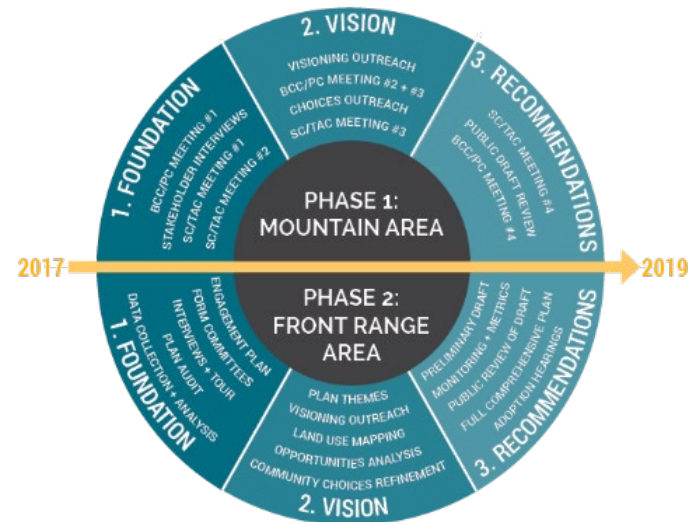 1. FOUNDATION
BCC/PC MEETING #1
STAKEHOLDER INTERVIEWS
SC/TAC MEETING #1
SC/TAC MEETING #2
2. VISION
VISIONING OUTREACH
BCC/PC MEETING #2 + #3
CHOICES OUTREACH
SC/TAC MEETING #3
3. RECOMMENDATIONS
SC/TAC MEETING #4
PUBLIC DRAFT REVIEW
BCC/PC MEETING #4
PHASE 1:
MOUNTAIN AREA
2017
2019
PHASE 2:
FRONT RANGE
AREA
1. FOUNDATION
DATA COLLECTION + ANALYSIS
PLAN AUDIT
INTERVIEWS + TOUR
FORM COMMITTEES
ENGAGEMENT PLAN
PLAN THEMES
VISIONING OUTREACH
LAND USE MAPPING
OPPORTUNITIES ANALYSIS
COMMUNITY CHOICES REFINEMENT
2. VISION
PRELIMINARY DRAFT
MONITORING + METRICS
PUBLIC REVIEW OF DRAFT
FULL COMPREHENSIVE PLAN
ADOPTION HEARINGS
3. RECOMMENDATIONS